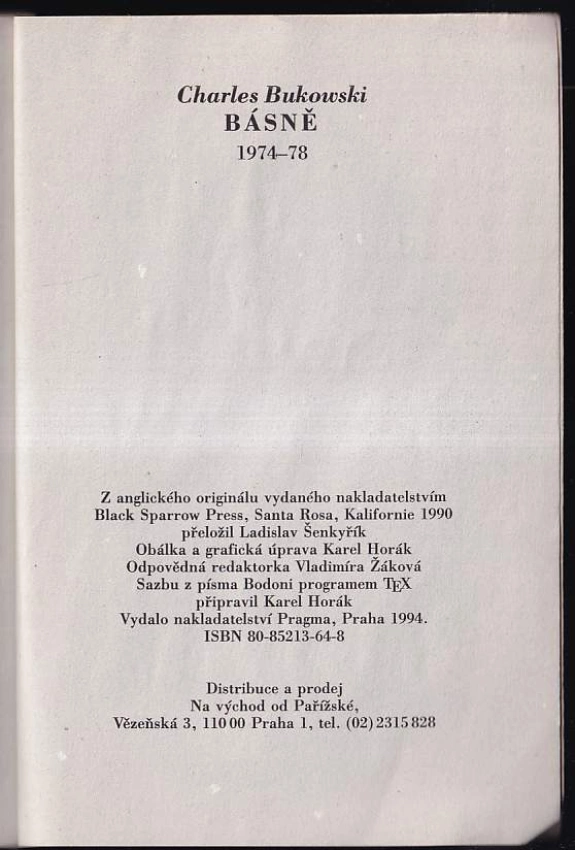 Charles Bukowski
BÁSNĚ
1974–78
Z anglického originálu vydaného nakladatelstvím
Black Sparrow Press, Santa Rosa, Kalifornie 1990
přeložil Ladislav Šenkyřík
Obálka a grafická úprava Karel Horák
Odpovědná redaktorka Vladimíra Žáková
Sazbu z písma Bodoni programem TEX
připravil Karel Horák
Vydalo nakladatelství Pragma, Praha 1994.
ISBN 80-85213-64-8
Distribuce a prodej
Na východ od Pařížské,
Vězeňská 3, 110 00 Praha 1, tel. (02) 2315 828